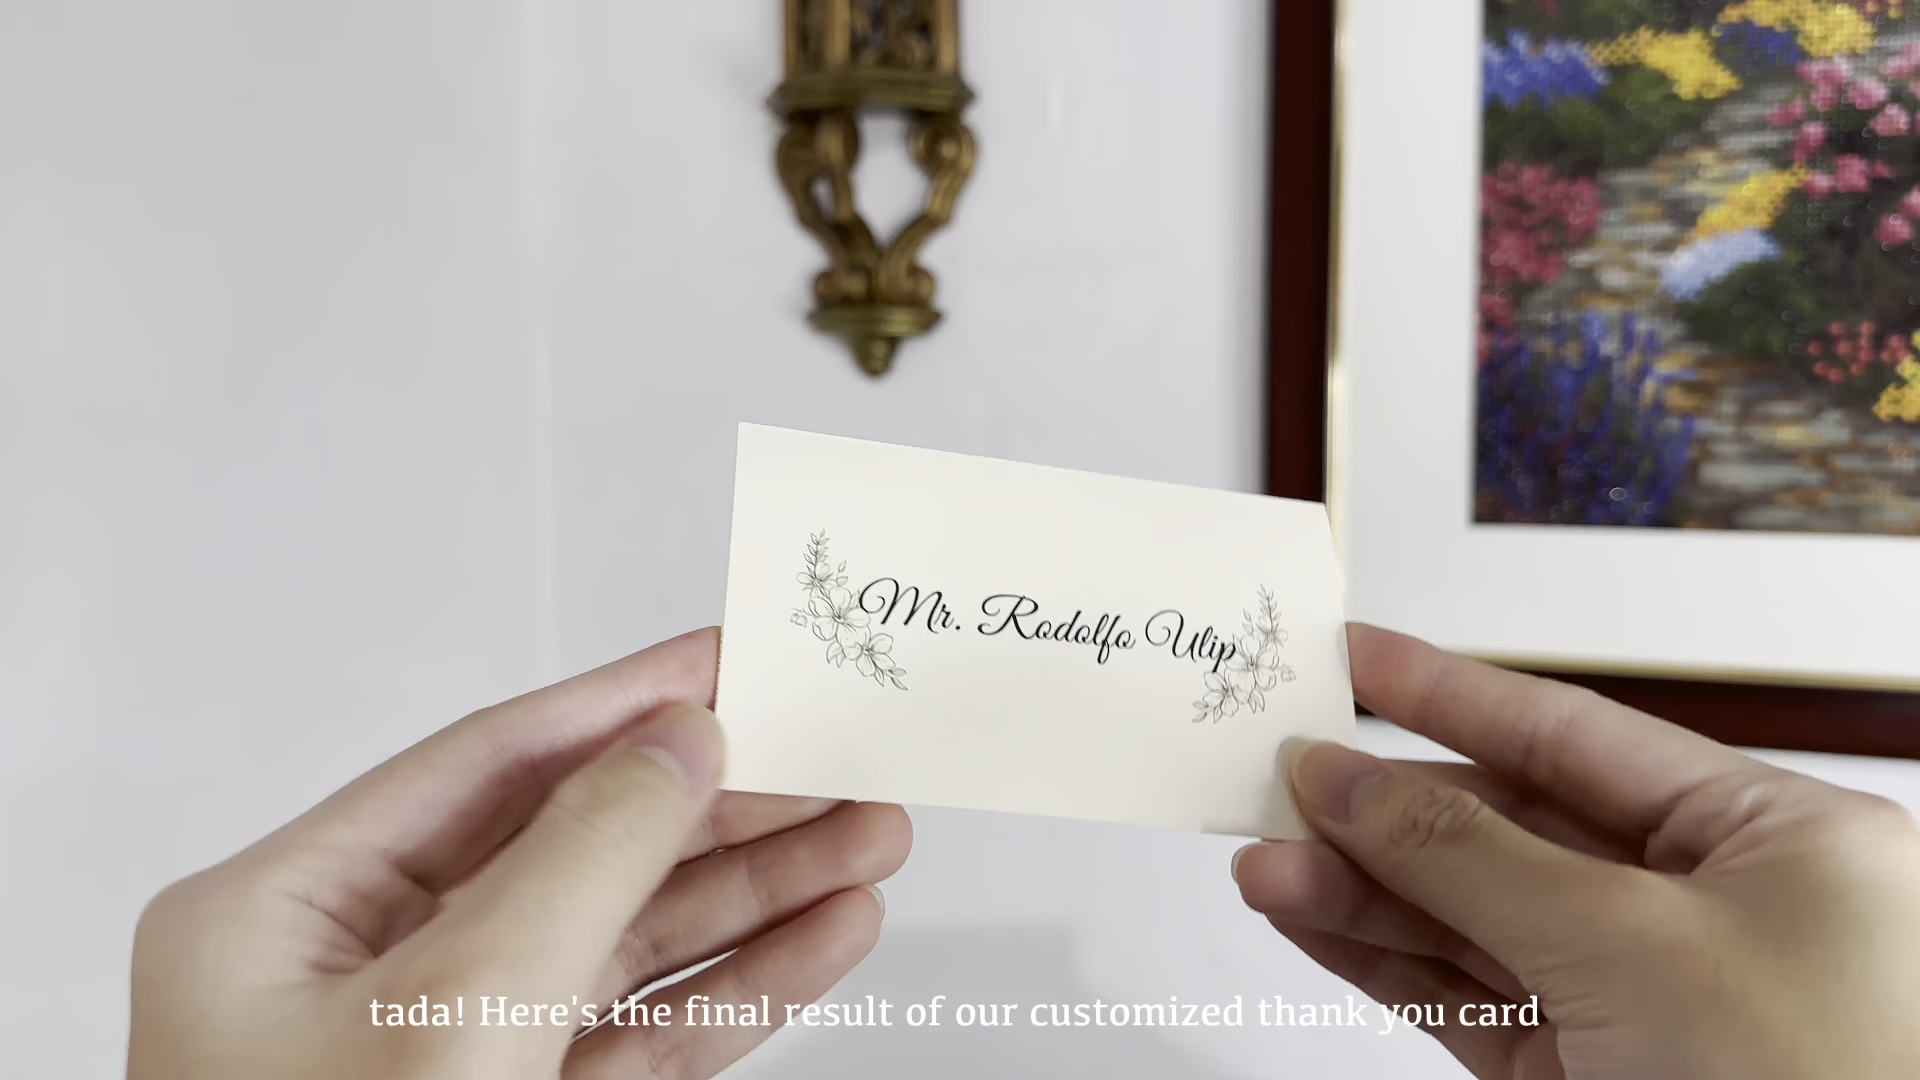 Mr. Rodolfo Ulip
tada! Here's the final result of our customized thank you card